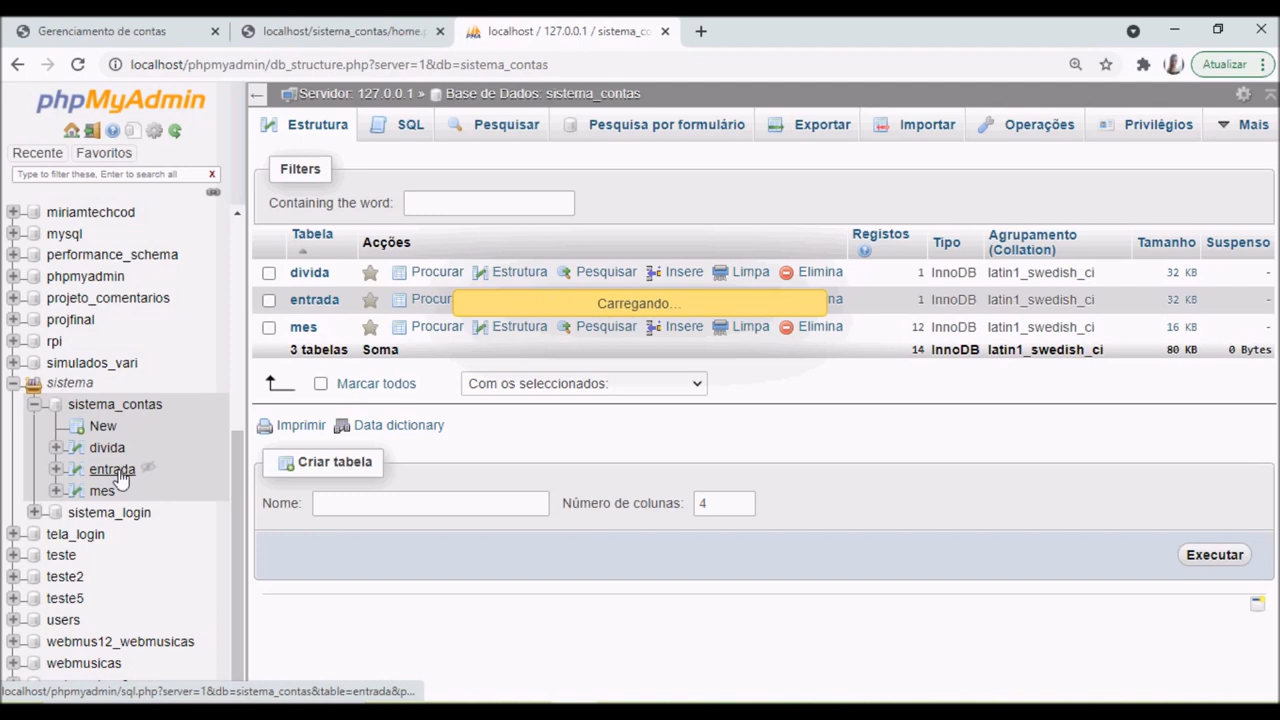 Gerenciamento de contas
localhost/sistema_contas/home.
localhost / 127.0.0.1 / sistema_co
localhost/phpmyadmin/db_structure.php?server=1&db=sistema_contas
Atualizar
phpMyAdmin
Recente Favoritos
Type to filter these, Enter to search all X
miriamtechcod
mysql
performance_schema
phpmyadmin
projeto_comentarios
projfinal
rpi
simulados_vari
sistema
sistema_contas
New
divida
entrada
mes
sistema_login
tela_login
teste
teste2
teste5
users
webmus12_webmusicas
webmusicas
localhost/phpmyadmin/sql.php?server=1&db=sistema_contas&table=entrada&p...
Servidor: 127.0.0.1 » Base de Dados: sistema_contas
Estrutura SQL Pesquisar Pesquisa por formulário Exportar Importar Operações Privilégios Mais
Filters
Containing the word:
Tabela Acções Registos Tipo Agrupamento (Collation) Tamanho Suspenso
divida Procurar Estrutura Pesquisar Insere Limpa Elimina 1 InnoDB latin1_swedish_ci 32 KB -
entrada Procur 1 InnoDB latin1_swedish_ci 32 KB -
Carregando...
mes Procurar Estrutura Pesquisar Insere Limpa Elimina 12 InnoDB latin1_swedish_ci 16 KB -
3 tabelas Soma 14 InnoDB latin1_swedish_ci 80 KB 0 Bytes
Marcar todos Com os seleccionados:
Imprimir Data dictionary
Criar tabela
Nome: Número de colunas: 4
Executar